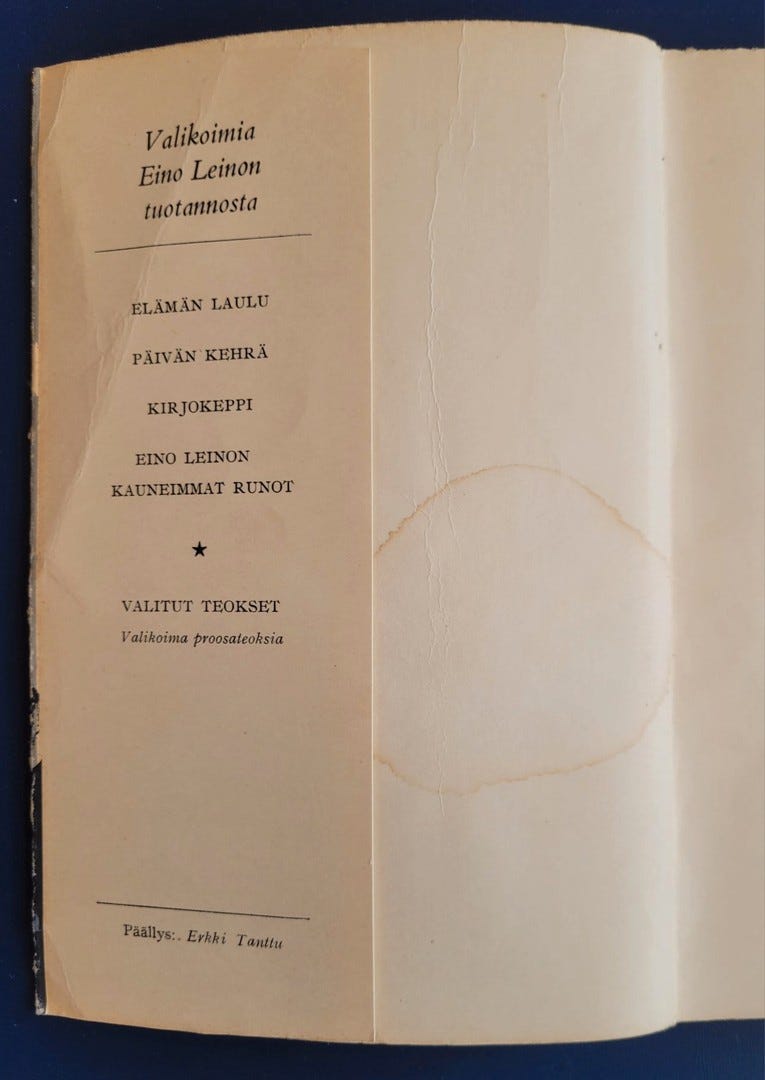 Valikoimia
Eino Leinon
tuotannosta
ELÄMÄN LAULU
PÄIVÄN KEHRÄ
KIRJOKEPPI
EINO LEINON
KAUNEIMMAT RUNOT
★
VALITUT TEOKSET
Valikoima proosateoksia
Päällys: Erkki Tanttu